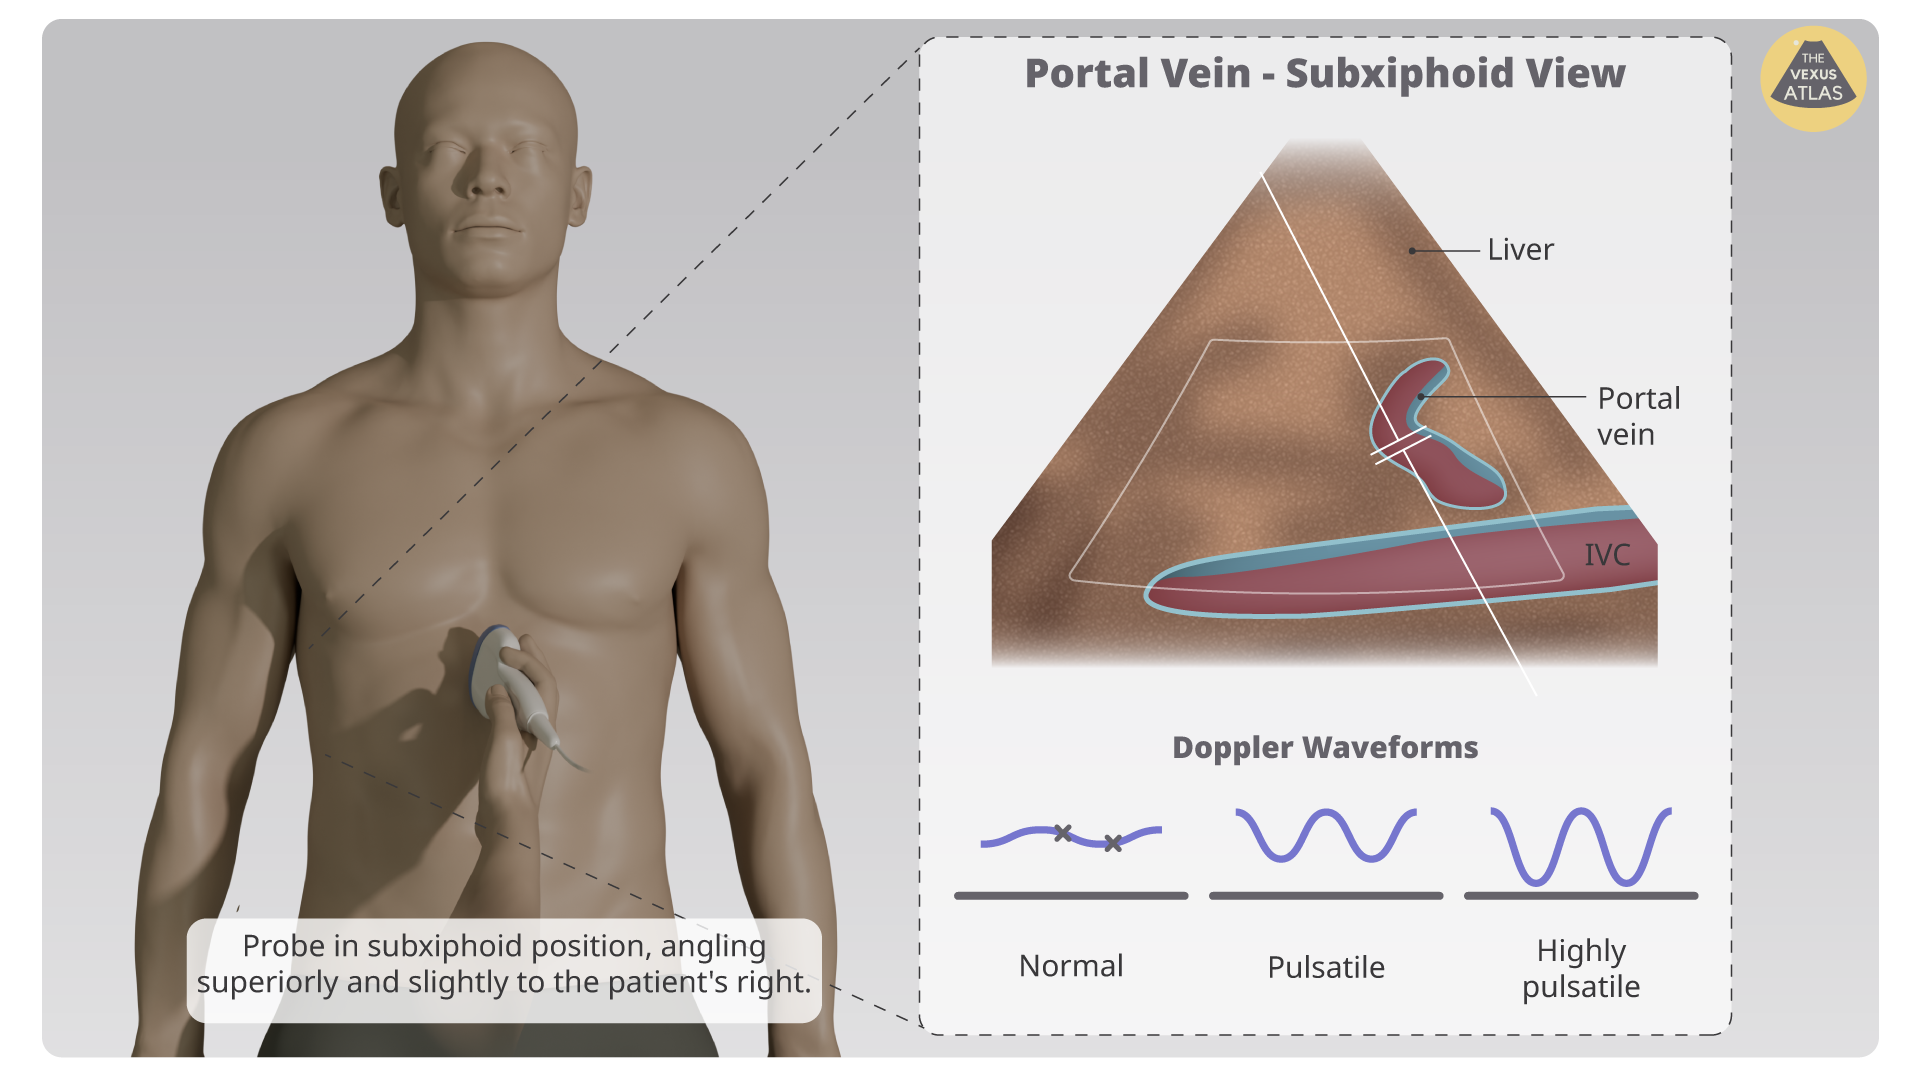 Portal Vein - Subxiphoid View
THE
VEXUS
ATLAS
Liver
Portal
vein
IVC
Doppler Waveforms
Normal
Pulsatile
Highly
pulsatile
Probe in subxiphoid position, angling
superiorly and slightly to the patient's right.